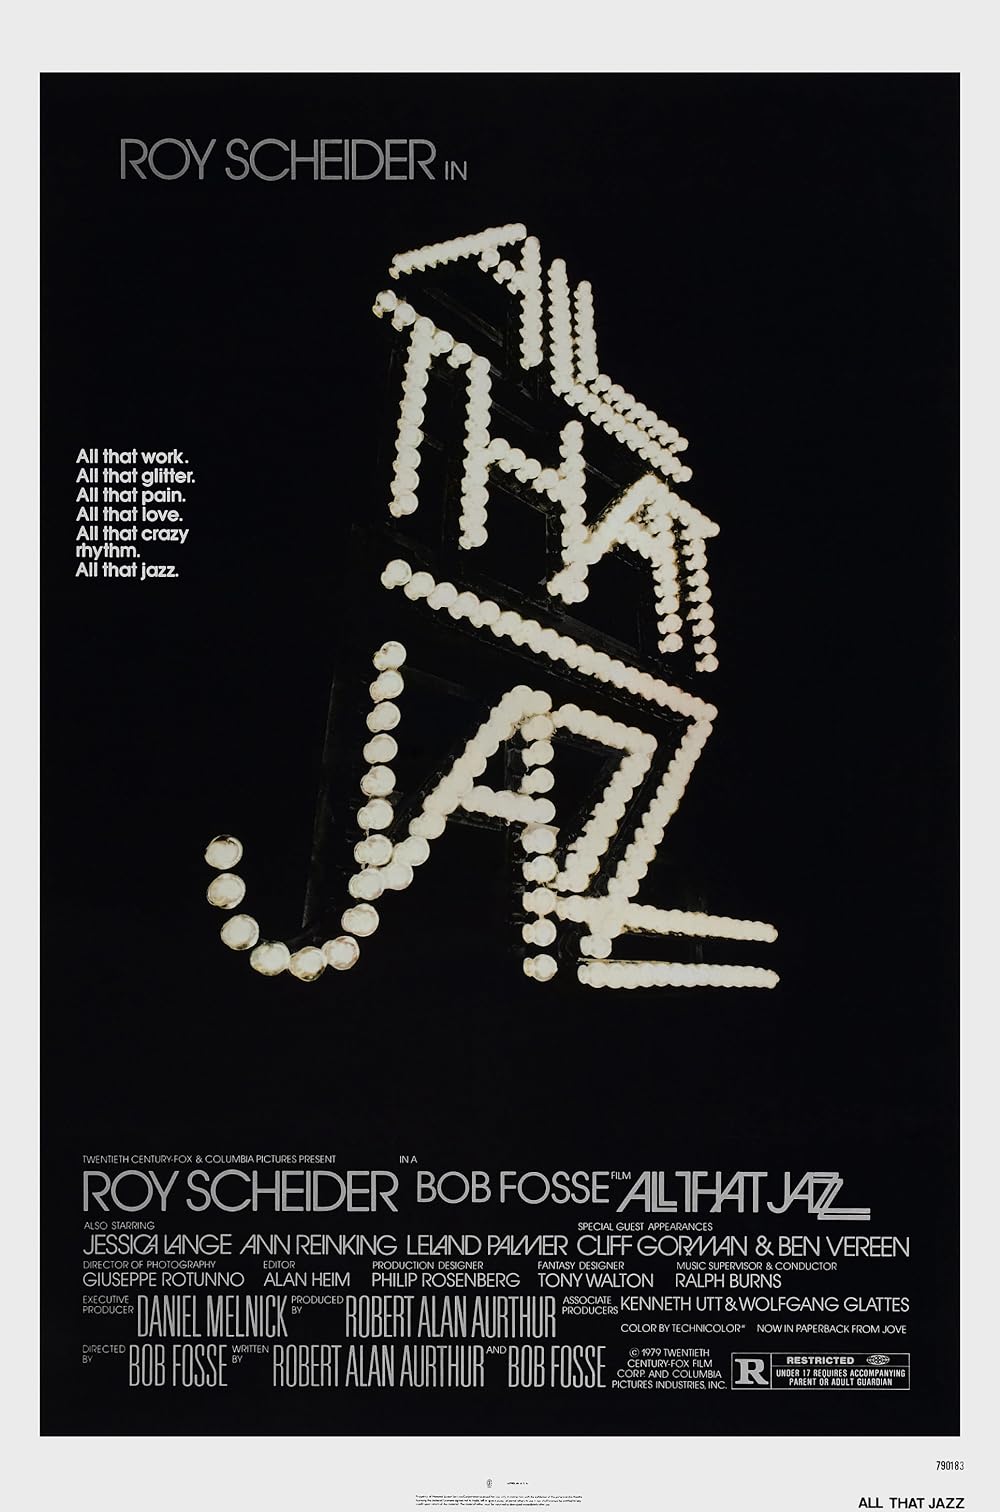 ROY SCHEIDER IN
ALL
THAT
JAZZ
All that work.
All that glitter.
All that pain.
All that love.
All that crazy
rhythm.
All that jazz.
TWENTIETH CENTURY-FOX & COLUMBIA PICTURES PRESENT
ROY SCHEIDER IN A BOB FOSSE FILM ALL THAT JAZZ
ALSO STARRING
JESSICA LANGE ANN REINKING LELAND PALMER
SPECIAL GUEST APPEARANCES
CLIFF GORMAN & BEN VEREEN
DIRECTOR OF PHOTOGRAPHY
GIUSEPPE ROTUNNO
EDITOR
ALAN HEIM
PRODUCTION DESIGNER
PHILIP ROSENBERG
FANTASY DESIGNER
TONY WALTON
MUSIC SUPERVISOR & CONDUCTOR
RALPH BURNS
EXECUTIVE
PRODUCER DANIEL MELNICK
PRODUCED
BY ROBERT ALAN AURTHUR
ASSOCIATE
PRODUCERS KENNETH UTT & WOLFGANG GLATTES
COLOR BY TECHNICOLOR® NOW IN PAPERBACK FROM JOVE
DIRECTED
BY BOB FOSSE
WRITTEN
BY ROBERT ALAN AURTHUR AND BOB FOSSE
© 1979 TWENTIETH
CENTURY-FOX FILM
CORP. AND COLUMBIA
PICTURES INDUSTRIES, INC.
R RESTRICTED
UNDER 17 REQUIRES ACCOMPANYING
PARENT OR ADULT GUARDIAN
790183
ALL THAT JAZZ